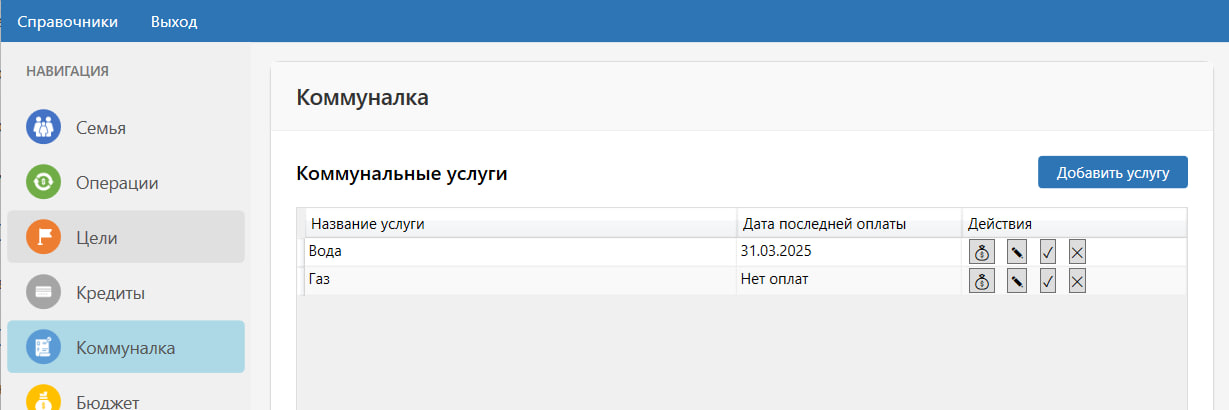 Справочники Выход
НАВИГАЦИЯ
Семья
Операции
Цели
Кредиты
Коммуналка
Бюджет
Коммуналка
Коммунальные услуги Добавить услугу
Название услуги Дата последней оплаты Действия
Вода 31.03.2025
Газ Нет оплат